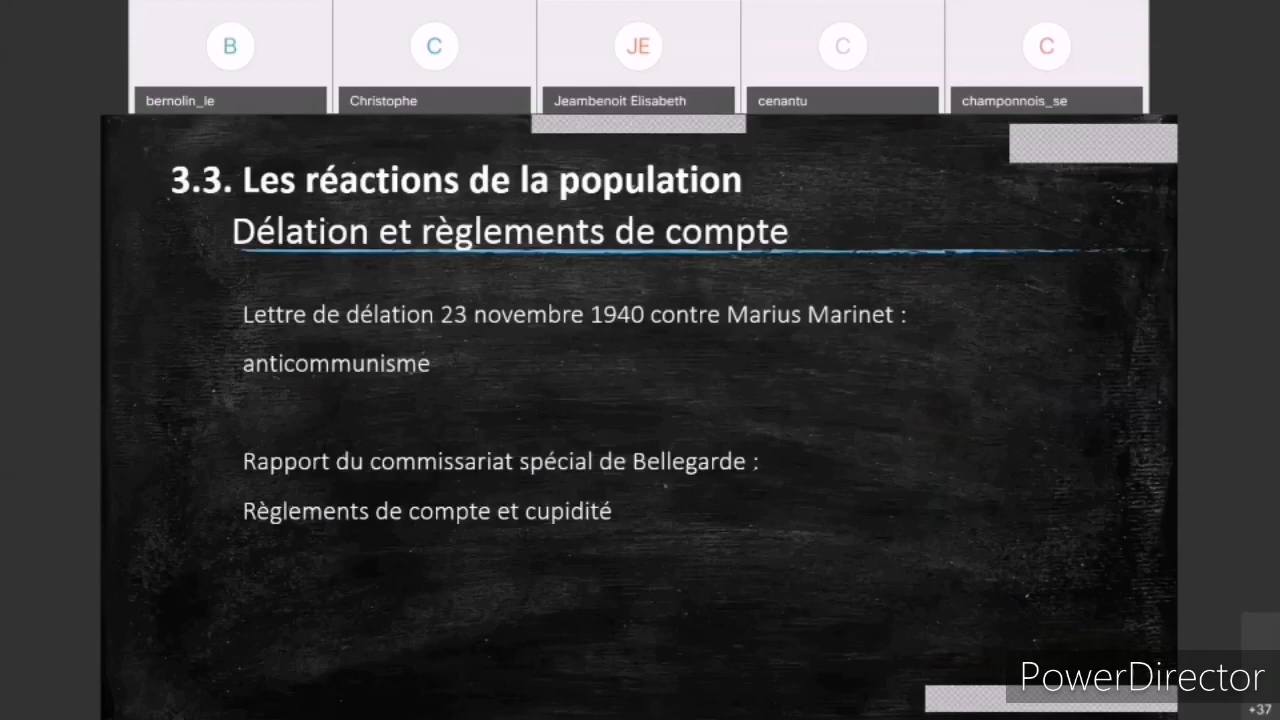 B
C
JE
C
C
bernolin_le
Christophe
Jeambenoit Elisabeth
cenantu
champonnois_se
3.3. Les réactions de la population
Délation et règlements de compte
Lettre de délation 23 novembre 1940 contre Marius Marinet :
anticommunisme
Rapport du commissariat spécial de Bellegarde :
Règlements de compte et cupidité
PowerDirector
+37